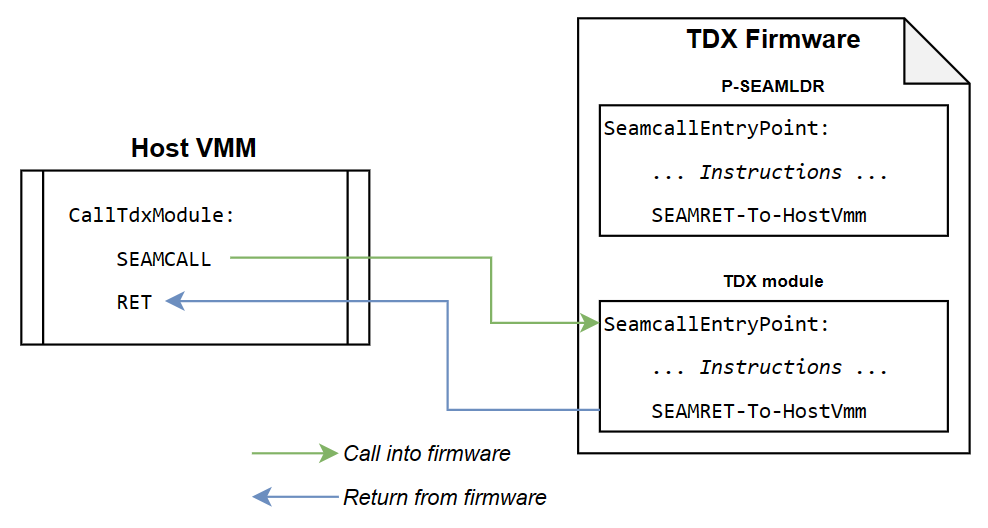 TDX Firmware
P-SEAMLDR
SeamcallEntryPoint:
... Instructions ...
SEAMRET-To-HostVmm
Host VMM
CallTdxModule:
SEAMCALL
RET
TDX module
SeamcallEntryPoint:
... Instructions ...
SEAMRET-To-HostVmm
Call into firmware
Return from firmware